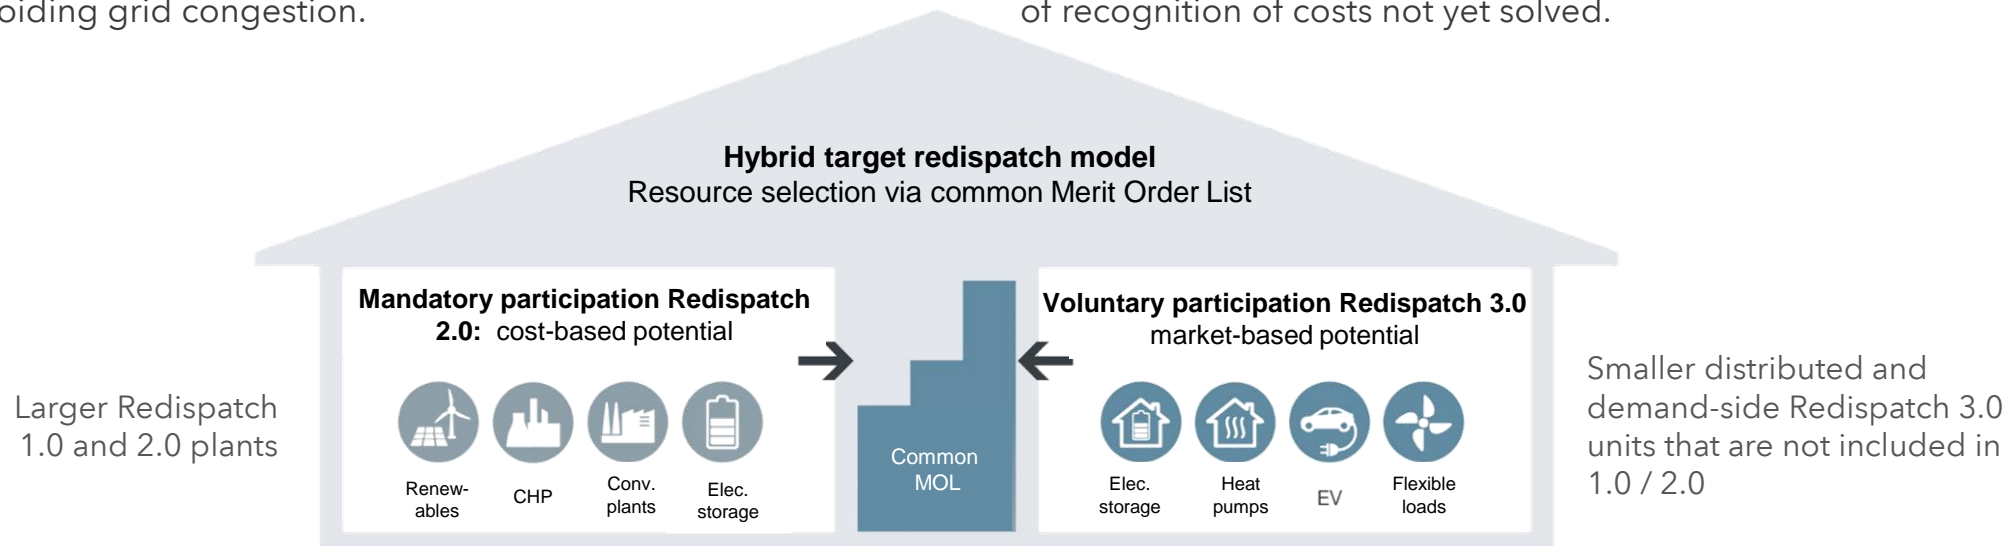 oiding grid congestion.
of recognition of costs not yet solved.
Hybrid target redispatch model
Resource selection via common Merit Order List
Mandatory participation Redispatch
2.0: cost-based potential
Voluntary participation Redispatch 3.0
market-based potential
Larger Redispatch
1.0 and 2.0 plants
Renew-
ables
CHP
Conv.
plants
Elec.
storage
Common
MOL
Elec.
storage
Heat
pumps
EV
Flexible
loads
Smaller distributed and
demand-side Redispatch 3.0
units that are not included in
1.0 / 2.0